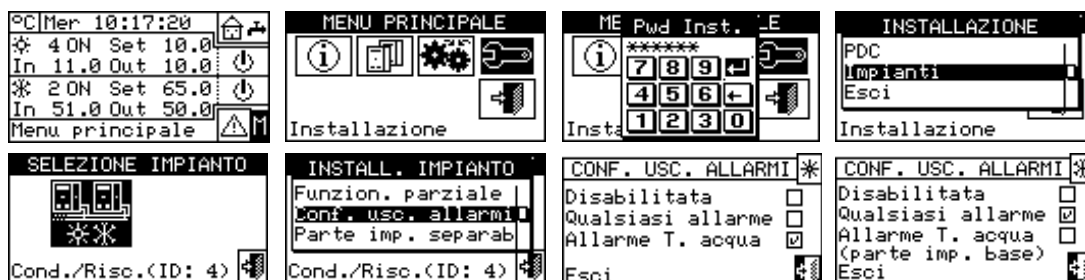 °C Mer 10:17:20
4 ON Set 10.0
In 11.0 Out 10.0
2 ON Set 65.0
In 51.0 Out 50.0
Menu principale M
MENU PRINCIPALE
i
Installazione
ME Pwd Inst. LE
******
i
7 8 9
4 5 6
1 2 3 0
Insta
INSTALLAZIONE
PDC
Impianti
Esci
Installazione
SELEZIONE IMPIANTO
Cond./Risc.(ID: 4)
INSTALL. IMPIANTO
Funzion. parziale
Conf. usc. allarmi
Parte imp. separab
Cond./Risc.(ID: 4)
CONF. USC. ALLARMI
Disabilitata
Qualsiasi allarme
Allarme T. acqua
Esci
CONF. USC. ALLARMI
Disabilitata
Qualsiasi allarme
Allarme T. acqua
(parte imp. base)
Esci